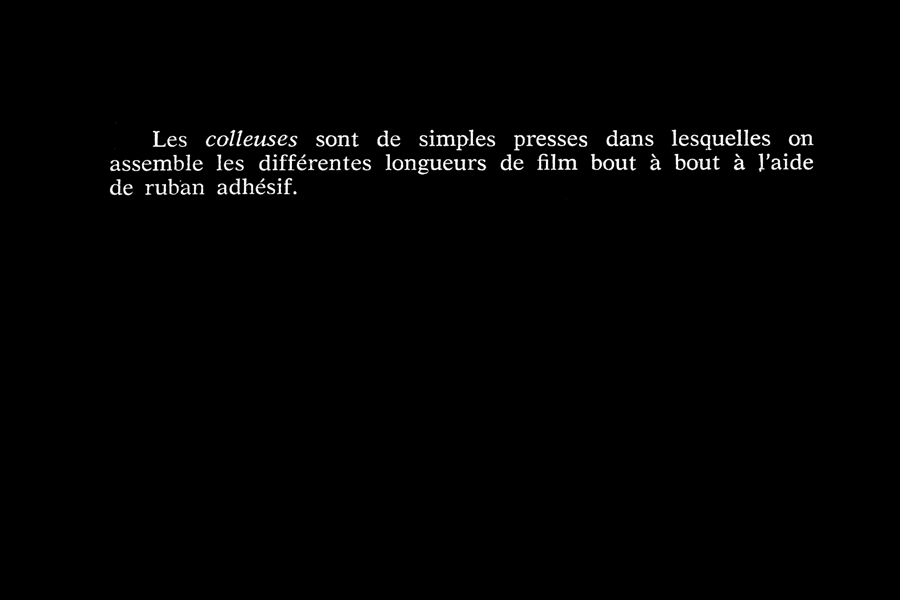 Les colleuses sont de simples presses dans lesquelles on
assemble les différentes longueurs de film bout à bout à l'aide
de ruban adhésif.